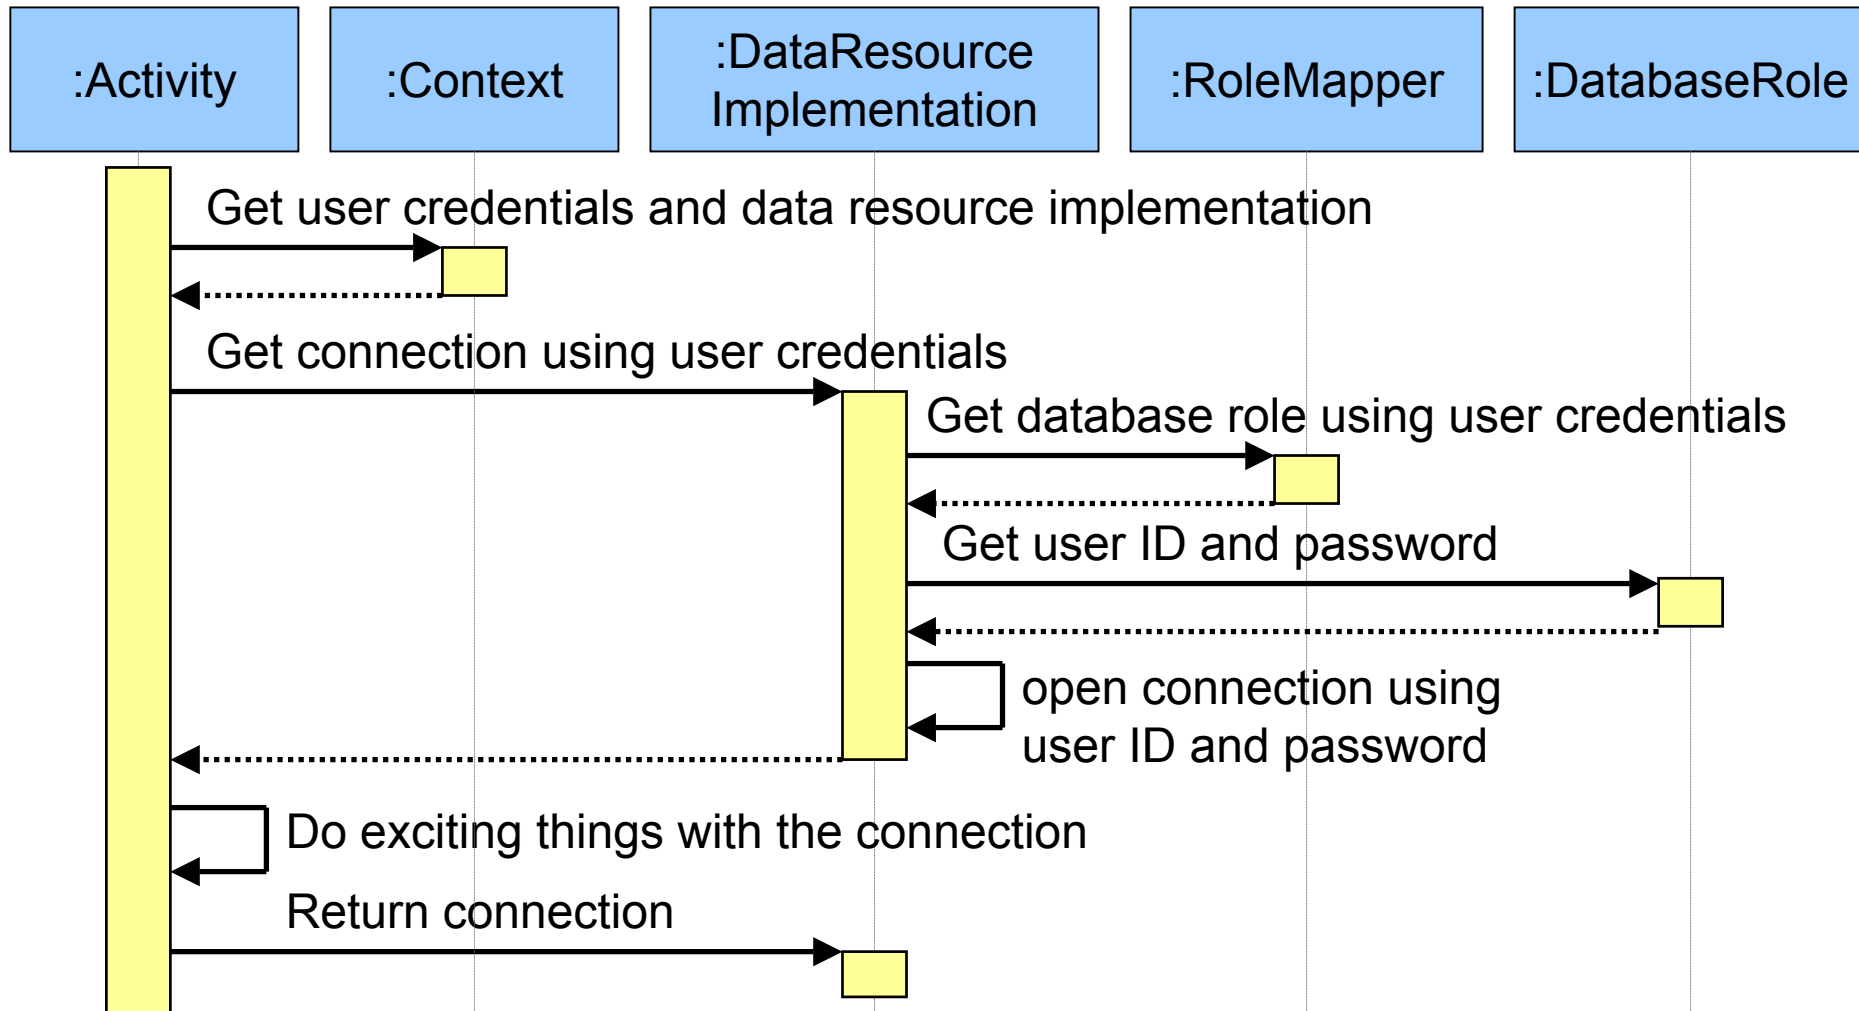 :Activity
:Context
:DataResource
Implementation
:RoleMapper
:DatabaseRole
Get user credentials and data resource implementation
Get connection using user credentials
Get database role using user credentials
Get user ID and password
open connection using
user ID and password
Do exciting things with the connection
Return connection